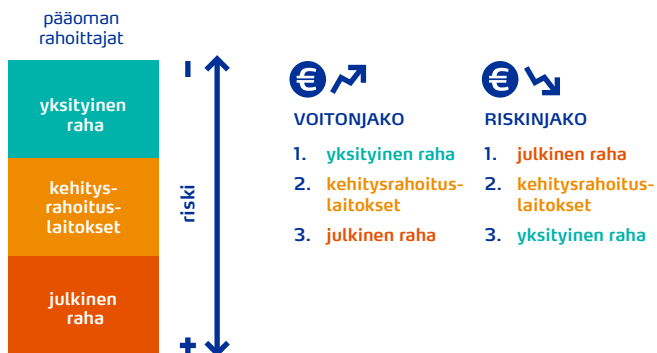 pääoman
rahoittajat
yksityinen
raha
kehitys-
rahoitus-
laitokset
julkinen
raha
-
riski
+
€
VOITONJAKO
1. yksityinen raha
2. kehitysrahoitus-
laitokset
3. julkinen raha
€
RISKINJAKO
1. julkinen raha
2. kehitysrahoitus-
laitokset
3. yksityinen raha